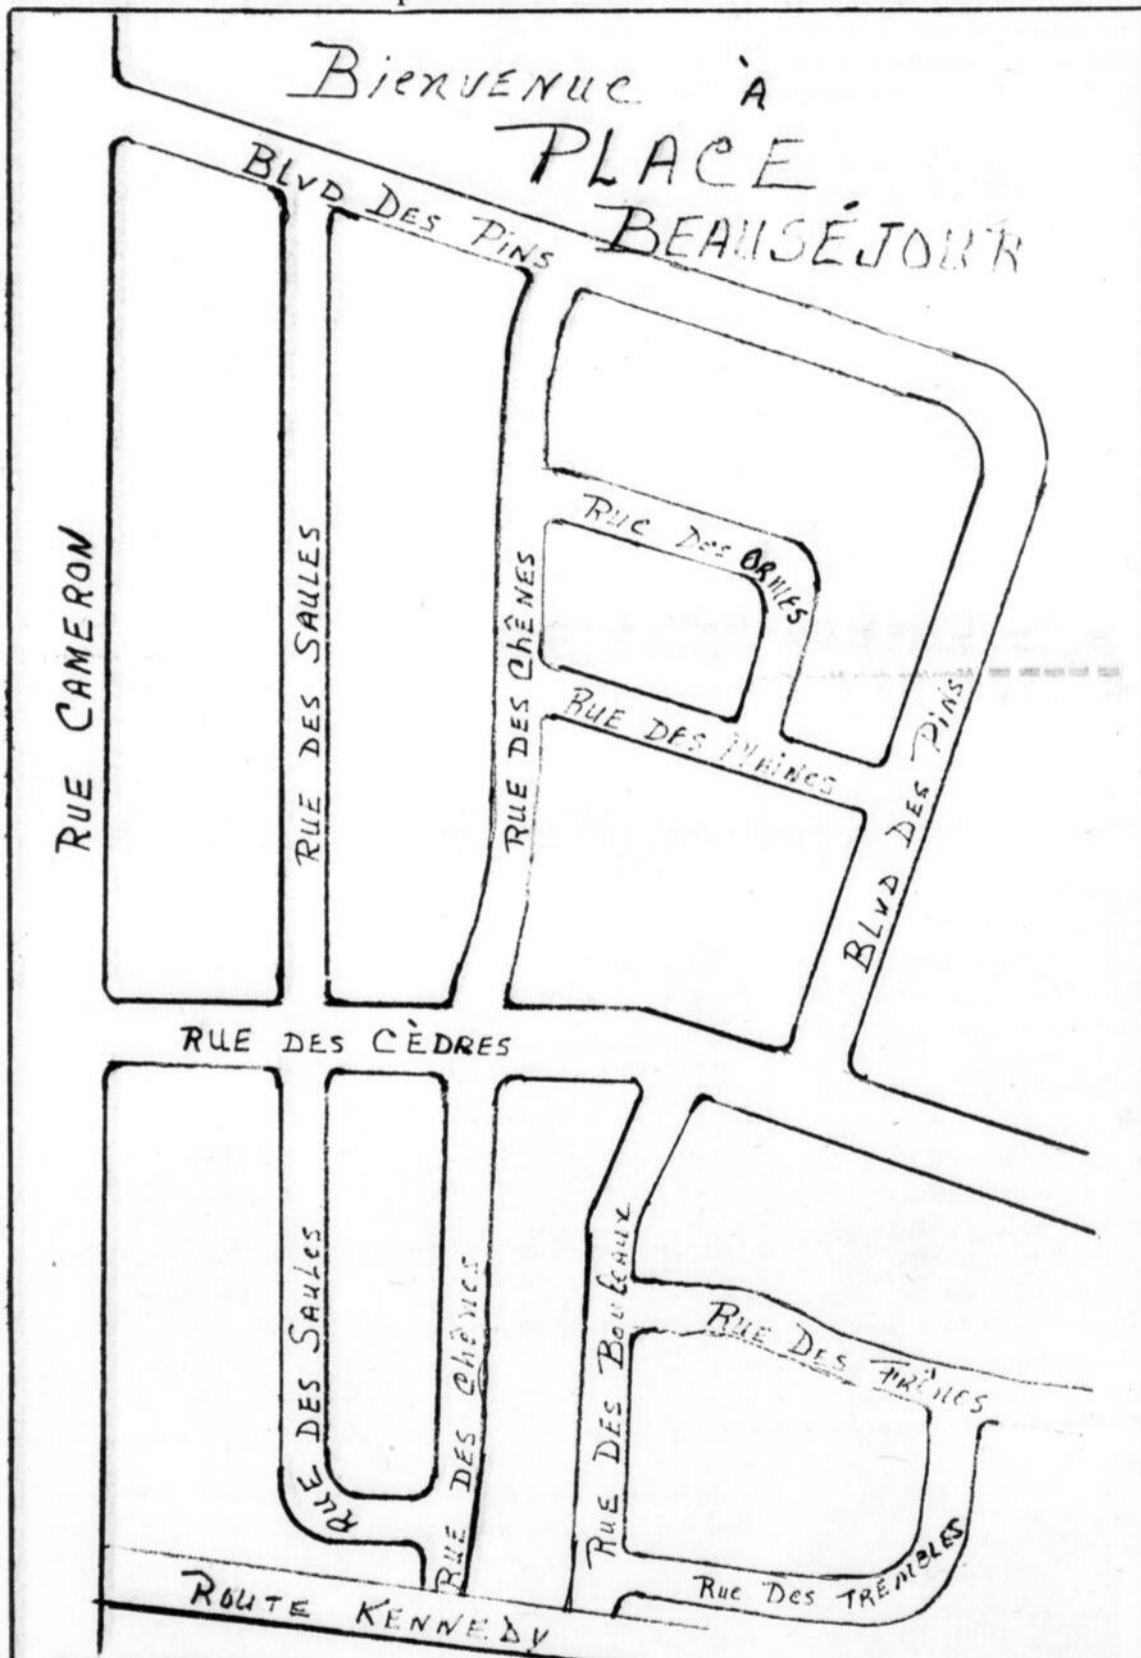 Bienvenue à
PLACE
BEAUSÉJOUR
Blvd Des Pins
RUE CAMERON
RUE DES SAULES
RUE DES ChÊNES
Rue Des ORMES
RUE DES PlAiNes
BLVD DES PiNS
RUE DES CÈDRES
RUE DES SAULES
RUE DES ChêNes
RUE DES BouleauX
RUE DES FRÊNES
Rue Des TREMBLES
ROUTE KENNEDY